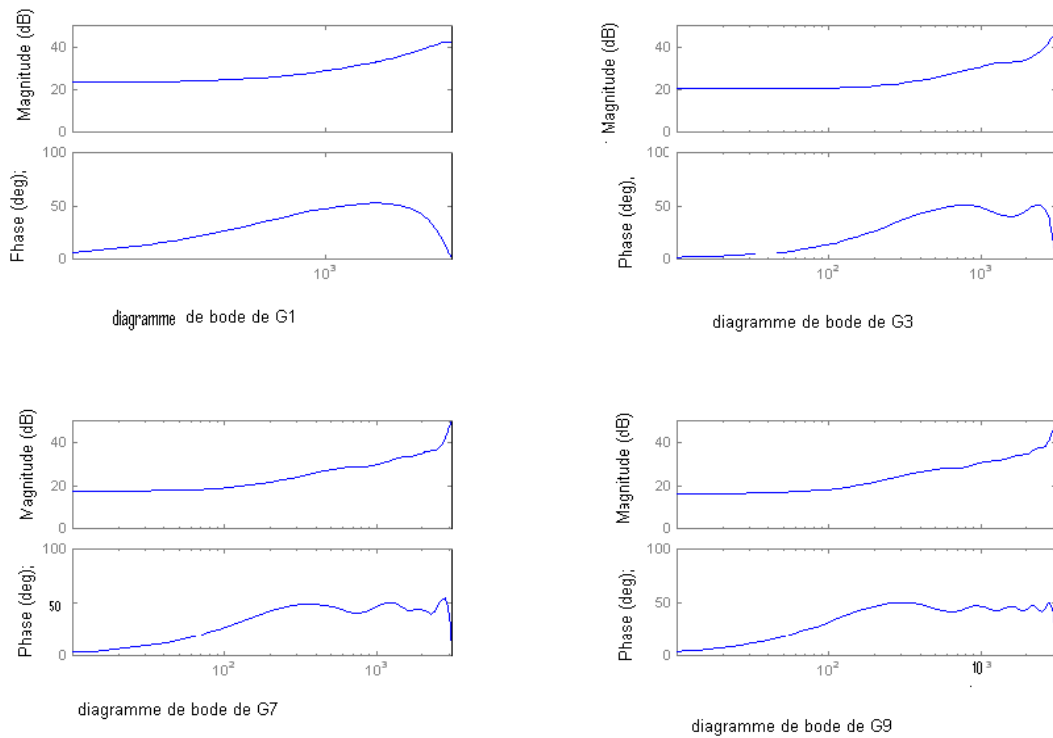 Magnitude (dB)
40
20
0
Fhase (deg);
100
50
0
10³
diagramme de bode de G1
Magnitude (dB)
40
20
0
Phase (deg),
100
50
0
10²
10³
diagramme de bode de G3
Magnitude (dB)
40
20
0
Phase (deg);
100
50
0
10²
10³
diagramme de bode de G7
Magnitude (dB)
40
20
0
Phase (deg);
100
50
0
10²
10³
diagramme de bode de G9